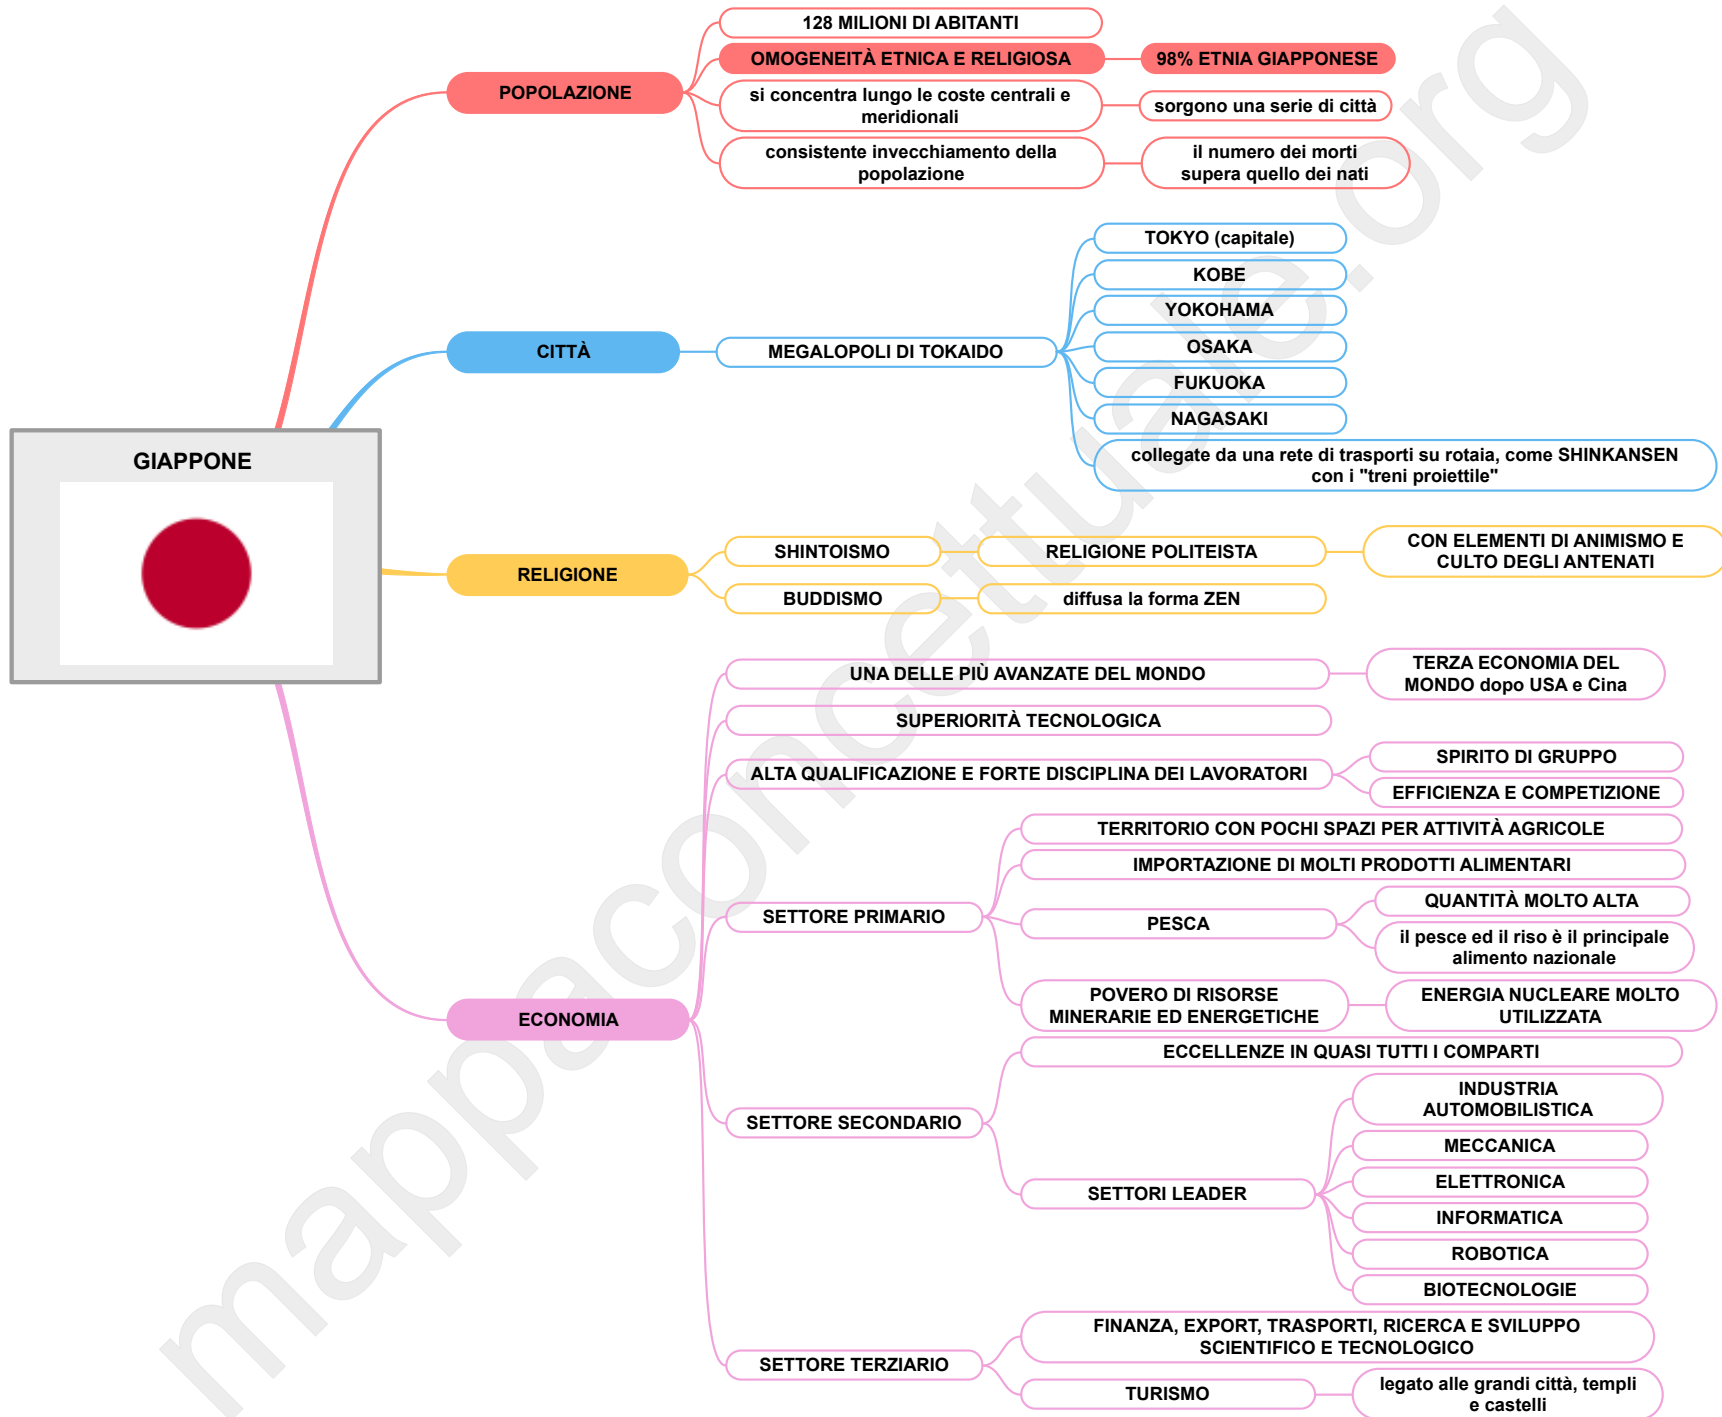 GIAPPONE
POPOLAZIONE
128 MILIONI DI ABITANTI
OMOGENEITÀ ETNICA E RELIGIOSA
98% ETNIA GIAPPONESE
si concentra lungo le coste centrali e
meridionali
sorgono una serie di città
consistente invecchiamento della
popolazione
il numero dei morti
supera quello dei nati
CITTÀ
MEGALOPOLI DI TOKAIDO
TOKYO (capitale)
KOBE
YOKOHAMA
OSAKA
FUKUOKA
NAGASAKI
collegate da una rete di trasporti su rotaia, come SHINKANSEN
con i "treni proiettile"
RELIGIONE
SHINTOISMO
RELIGIONE POLITEISTA
CON ELEMENTI DI ANIMISMO E
CULTO DEGLI ANTENATI
BUDDISMO
diffusa la forma ZEN
ECONOMIA
UNA DELLE PIÙ AVANZATE DEL MONDO
TERZA ECONOMIA DEL
MONDO dopo USA e Cina
SUPERIORITÀ TECNOLOGICA
ALTA QUALIFICAZIONE E FORTE DISCIPLINA DEI LAVORATORI
SPIRITO DI GRUPPO
EFFICIENZA E COMPETIZIONE
SETTORE PRIMARIO
TERRITORIO CON POCHI SPAZI PER ATTIVITÀ AGRICOLE
IMPORTAZIONE DI MOLTI PRODOTTI ALIMENTARI
PESCA
QUANTITÀ MOLTO ALTA
il pesce ed il riso è il principale
alimento nazionale
POVERO DI RISORSE
MINERARIE ED ENERGETICHE
ENERGIA NUCLEARE MOLTO
UTILIZZATA
SETTORE SECONDARIO
ECCELLENZE IN QUASI TUTTI I COMPARTI
SETTORI LEADER
INDUSTRIA
AUTOMOBILISTICA
MECCANICA
ELETTRONICA
INFORMATICA
ROBOTICA
BIOTECNOLOGIE
SETTORE TERZIARIO
FINANZA, EXPORT, TRASPORTI, RICERCA E SVILUPPO
SCIENTIFICO E TECNOLOGICO
TURISMO
legato alle grandi città, templi
e castelli
mappaconcettuale.org